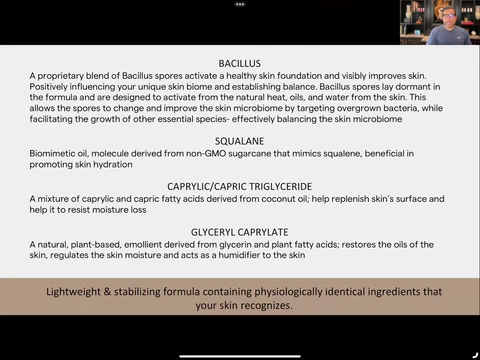 BACILLUS
A proprietary blend of Bacillus spores activate a healthy skin foundation and visibly improves skin.
Positively influencing your unique skin biome and establishing balance. Bacillus spores lay dormant in
the formula and are designed to activate from the natural heat, oils, and water from the skin. This
allows the spores to change and improve the skin microbiome by targeting overgrown bacteria, while
facilitating the growth of other essential species- effectively balancing the skin microbiome
SQUALANE
Biomimetic oil, molecule derived from non-GMO sugarcane that mimics squalene, beneficial in
promoting skin hydration
CAPRYLIC/CAPRIC TRIGLYCERIDE
A mixture of caprylic and capric fatty acids derived from coconut oil; help replenish skin's surface and
help it to resist moisture loss
GLYCERYL CAPRYLATE
A natural, plant-based, emollient derived from glycerin and plant fatty acids; restores the oils of the
skin, regulates the skin moisture and acts as a humidifier to the skin
Lightweight & stabilizing formula containing physiologically identical ingredients that
your skin recognizes.